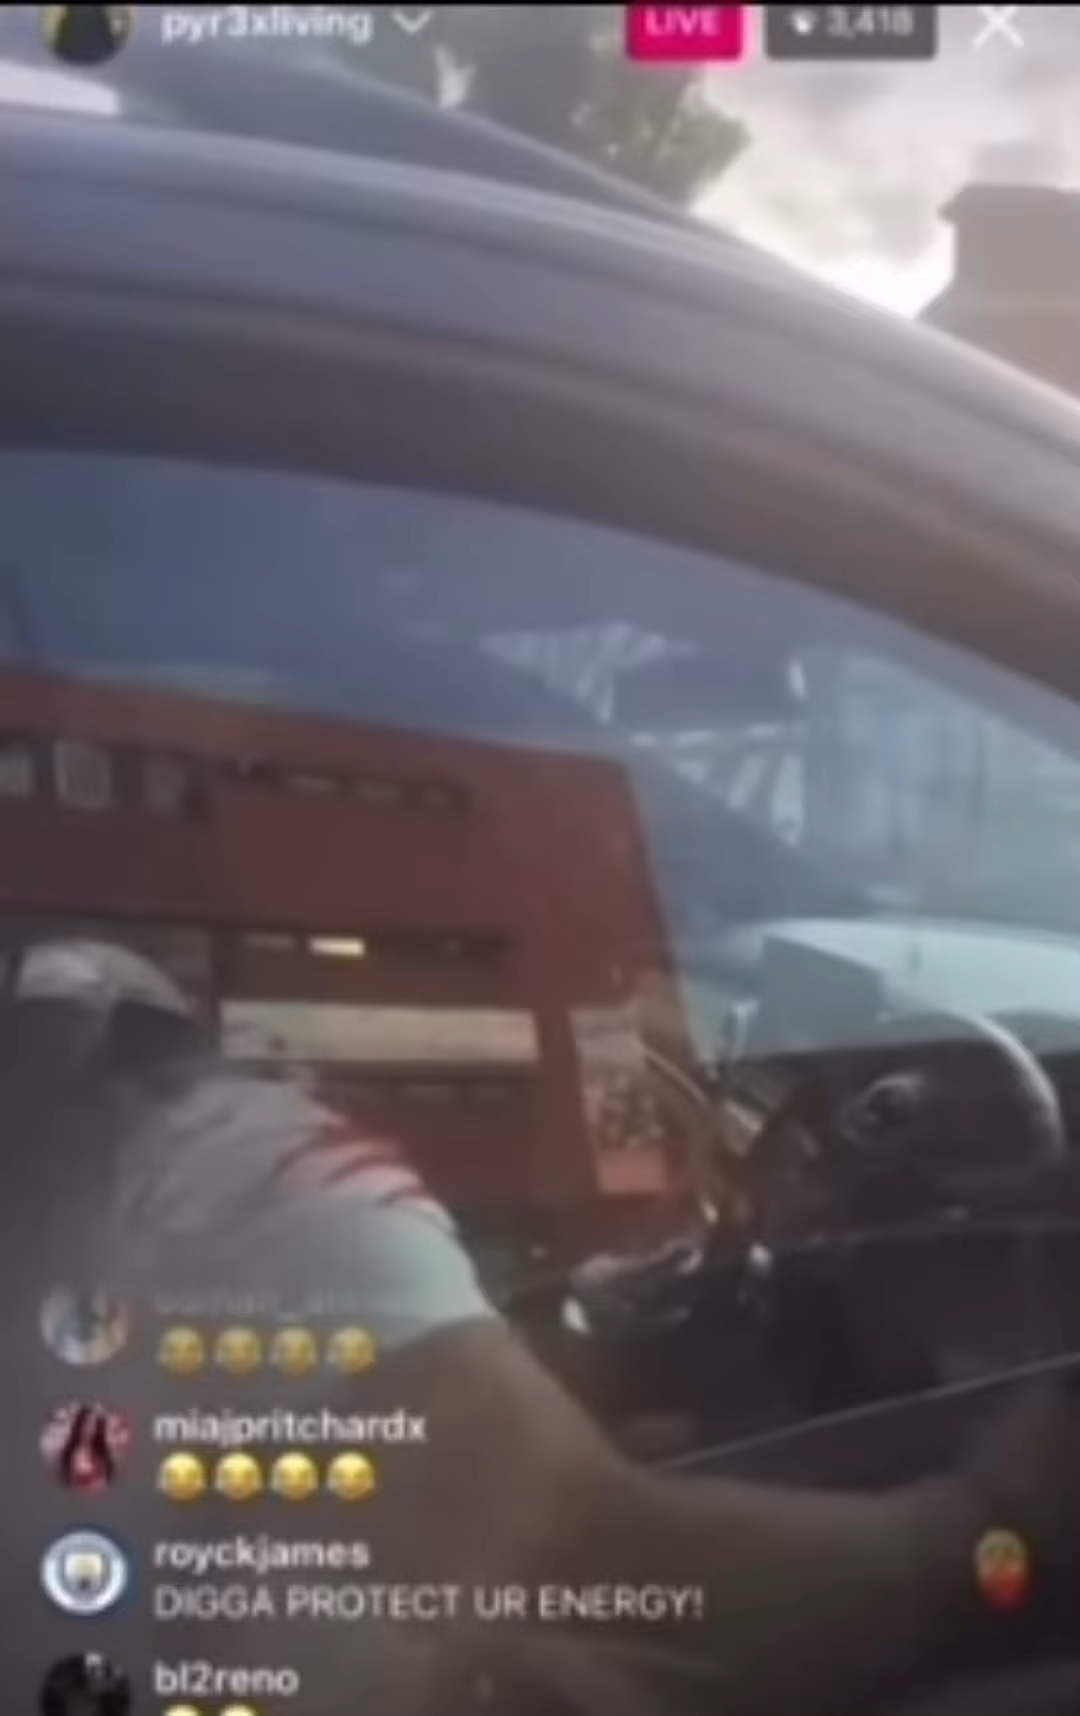 pyr3xliving
LIVE
3,418
miajpritchardx
😂😂😂😂
royckjames
DIGGA PROTECT UR ENERGY!
bl2reno